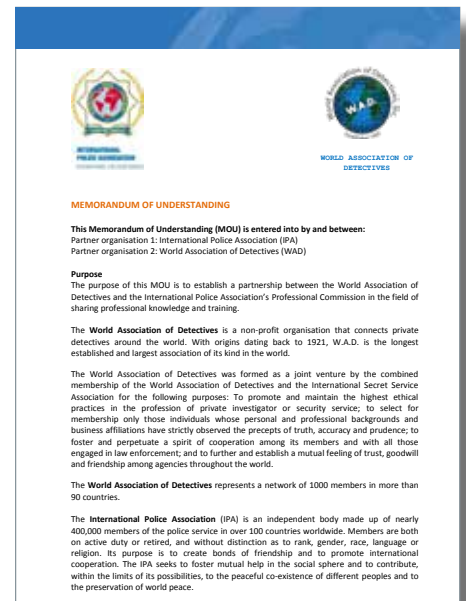 World Association of Detectives, Inc.
W.A.D.
INTERNATIONAL
POLICE ASSOCIATION
WORLD ASSOCIATION OF
DETECTIVES
MEMORANDUM OF UNDERSTANDING
This Memorandum of Understanding (MOU) is entered into by and between:
Partner organisation 1: International Police Association (IPA)
Partner organisation 2: World Association of Detectives (WAD)
Purpose
The purpose of this MOU is to establish a partnership between the World Association of
Detectives and the International Police Association's Professional Commission in the field of
sharing professional knowledge and training.
The World Association of Detectives is a non-profit organisation that connects private
detectives around the world. With origins dating back to 1921, W.A.D. is the longest
established and largest association of its kind in the world.
The World Association of Detectives was formed as a joint venture by the combined
membership of the World Association of Detectives and the International Secret Service
Association for the following purposes: To promote and maintain the highest ethical
practices in the profession of private investigator or security service; to select for
membership only those individuals whose personal and professional backgrounds and
business affiliations have strictly observed the precepts of truth, accuracy and prudence; to
foster and perpetuate a spirit of cooperation among its members and with all those
engaged in law enforcement; and to further and establish a mutual feeling of trust, goodwill
and friendship among agencies throughout the world.
The World Association of Detectives represents a network of 1000 members in more than
90 countries.
The International Police Association (IPA) is an independent body made up of nearly
400,000 members of the police service in over 100 countries worldwide. Members are both
on active duty or retired, and without distinction as to rank, gender, race, language or
religion. Its purpose is to create bonds of friendship and to promote international
cooperation. The IPA seeks to foster mutual help in the social sphere and to contribute,
within the limits of its possibilities, to the peaceful co-existence of different peoples and to
the preservation of world peace.